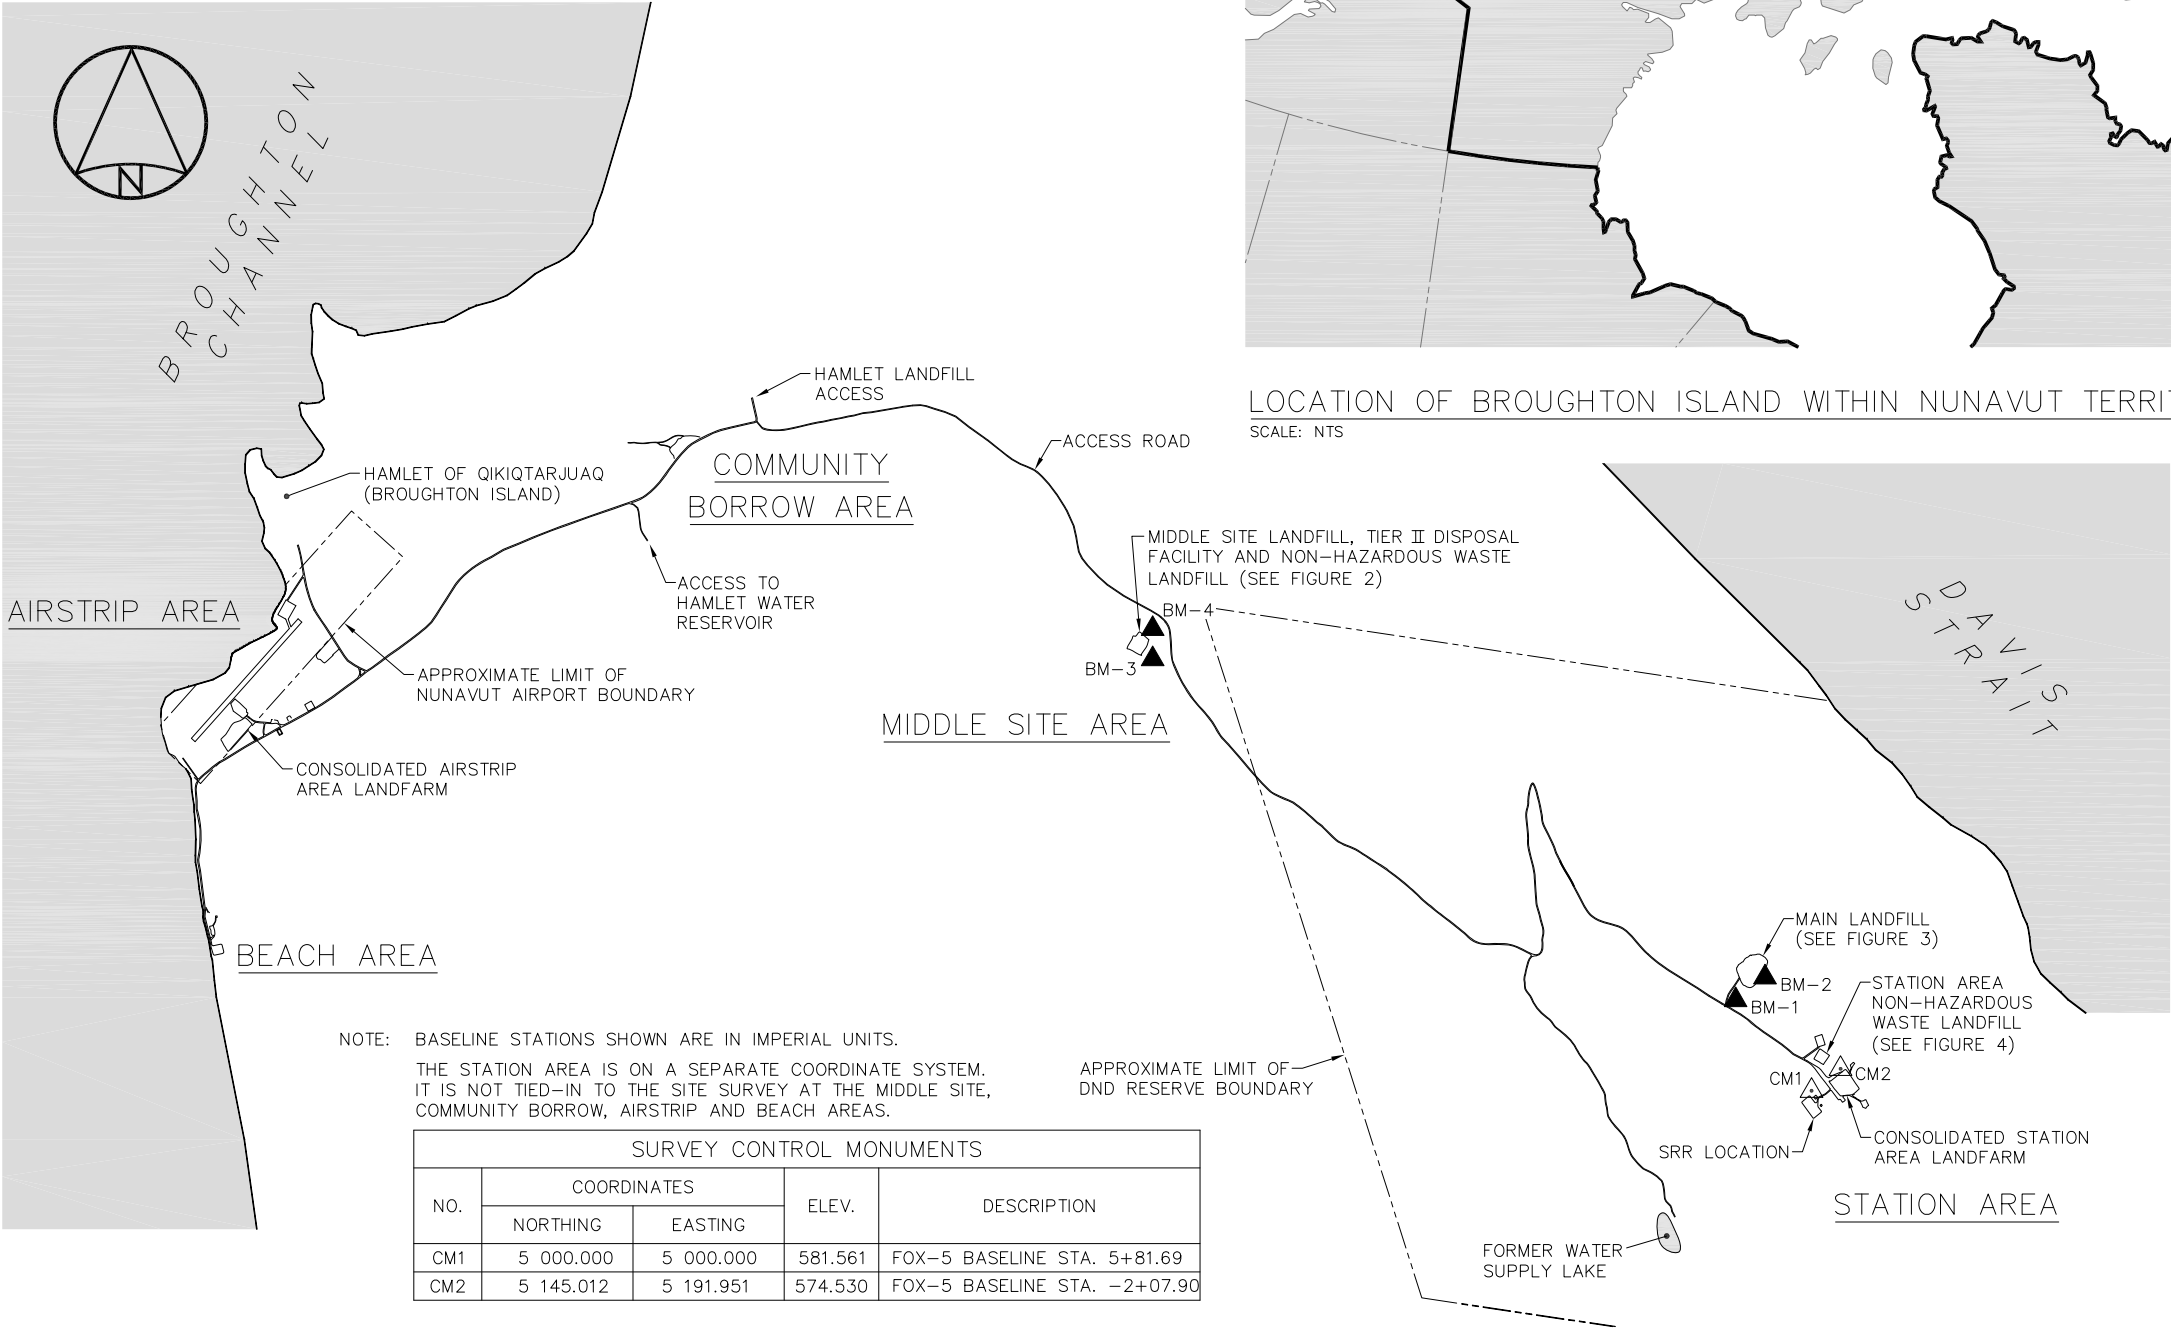 N
BROUGHTON
CHANNEL
HAMLET LANDFILL
ACCESS
LOCATION OF BROUGHTON ISLAND WITHIN NUNAVUT
SCALE: NTS
ACCESS ROAD
COMMUNITY
BORROW AREA
HAMLET OF QIKIQTARJUAQ
(BROUGHTON ISLAND)
MIDDLE SITE LANDFILL, TIER II DISPOSAL
FACILITY AND NON-HAZARDOUS WASTE
LANDFILL (SEE FIGURE 2)
DAVIS
STRAIT
AIRSTRIP AREA
ACCESS TO
HAMLET WATER
RESERVOIR
BM-4
BM-3
APPROXIMATE LIMIT OF
NUNAVUT AIRPORT BOUNDARY
MIDDLE SITE AREA
CONSOLIDATED AIRSTRIP
AREA LANDFARM
MAIN LANDFILL
(SEE FIGURE 3)
BEACH AREA
BM-2
BM-1
STATION AREA
NON-HAZARDOUS
WASTE LANDFILL
(SEE FIGURE 4)
CM1
CM2
APPROXIMATE LIMIT OF
DND RESERVE BOUNDARY
SRR LOCATION
CONSOLIDATED STATION
AREA LANDFARM
STATION AREA
FORMER WATER
SUPPLY LAKE
NOTE: BASELINE STATIONS SHOWN ARE IN IMPERIAL UNITS.
THE STATION AREA IS ON A SEPARATE COORDINATE SYSTEM.
IT IS NOT TIED-IN TO THE SITE SURVEY AT THE MIDDLE SITE,
COMMUNITY BORROW, AIRSTRIP AND BEACH AREAS.
SURVEY CONTROL MONUMENTS
NO. COORDINATES ELEV. DESCRIPTION
NORTHING EASTING
CM1 5 000.000 5 000.000 581.561 FOX-5 BASELINE STA. 5+81.69
CM2 5 145.012 5 191.951 574.530 FOX-5 BASELINE STA. -2+07.90